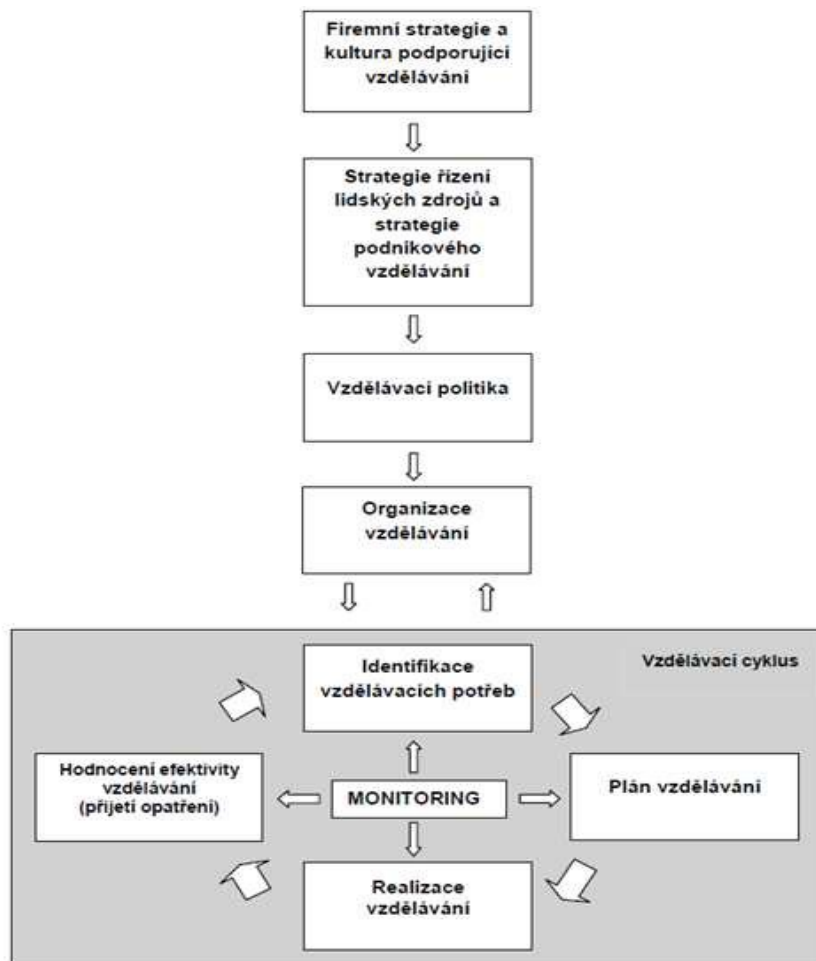 Firemní strategie a
kultura podporující
vzdělávání
Strategie řízení
lidských zdrojů a
strategie
podnikového
vzdělávání
Vzdělávací politika
Organizace
vzdělávání
Vzdělávací cyklus
Identifikace
vzdělávacích potřeb
Hodnocení efektivity
vzdělávání
(přijetí opatření)
MONITORING
Plán vzdělávání
Realizace
vzdělávání